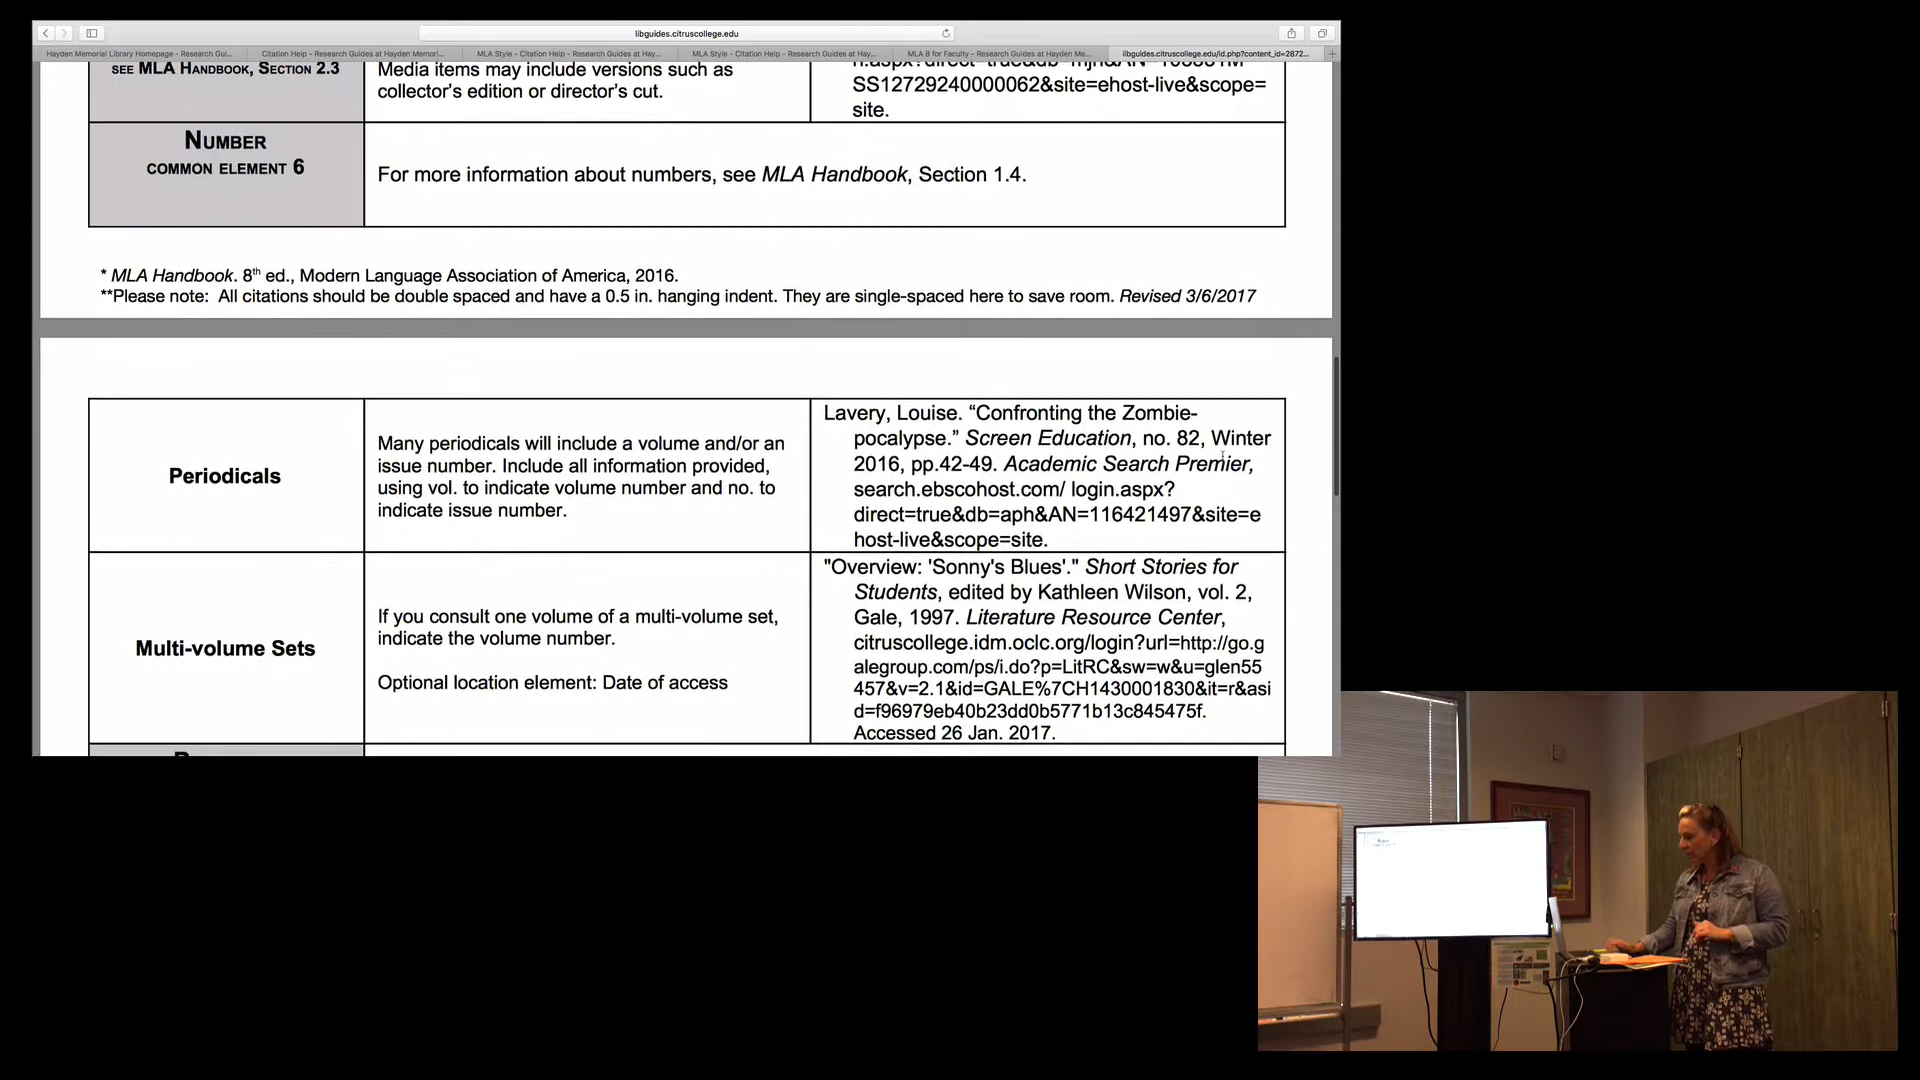 libguides.citruscollege.edu
Hayden Memorial Library Homepage - Research Gui...
Citation Help - Research Guides at Hayden Memori...
MLA Style - Citation Help - Research Guides at Hay...
MLA Style - Citation Help - Research Guides at Hay...
MLA 8 for Faculty - Research Guides at Hayden Me...
libguides.citruscollege.edu/ld.php?content_id=2872...
SEE MLA HANDBOOK, SECTION 2.3
Media items may include versions such as
collector’s edition or director’s cut.
SS12729240000062&site=ehost-live&scope=
site.
NUMBER
COMMON ELEMENT 6
For more information about numbers, see MLA Handbook, Section 1.4.
* MLA Handbook. 8th ed., Modern Language Association of America, 2016.
**Please note: All citations should be double spaced and have a 0.5 in. hanging indent. They are single-spaced here to save room. Revised 3/6/2017
Periodicals
Many periodicals will include a volume and/or an
issue number. Include all information provided,
using vol. to indicate volume number and no. to
indicate issue number.
Lavery, Louise. “Confronting the Zombie-
pocalypse.” Screen Education, no. 82, Winter
2016, pp.42-49. Academic Search Premier,
search.ebscohost.com/ login.aspx?
direct=true&db=aph&AN=116421497&site=e
host-live&scope=site.
Multi-volume Sets
If you consult one volume of a multi-volume set,
indicate the volume number.
Optional location element: Date of access
"Overview: 'Sonny's Blues'." Short Stories for
Students, edited by Kathleen Wilson, vol. 2,
Gale, 1997. Literature Resource Center,
citruscollege.idm.oclc.org/login?url=http://go.g
alegroup.com/ps/i.do?p=LitRC&sw=w&u=glen55
457&v=2.1&id=GALE%7CH1430001830&it=r&asi
d=f96979eb40b23dd0b5771b13c845475f.
Accessed 26 Jan. 2017.